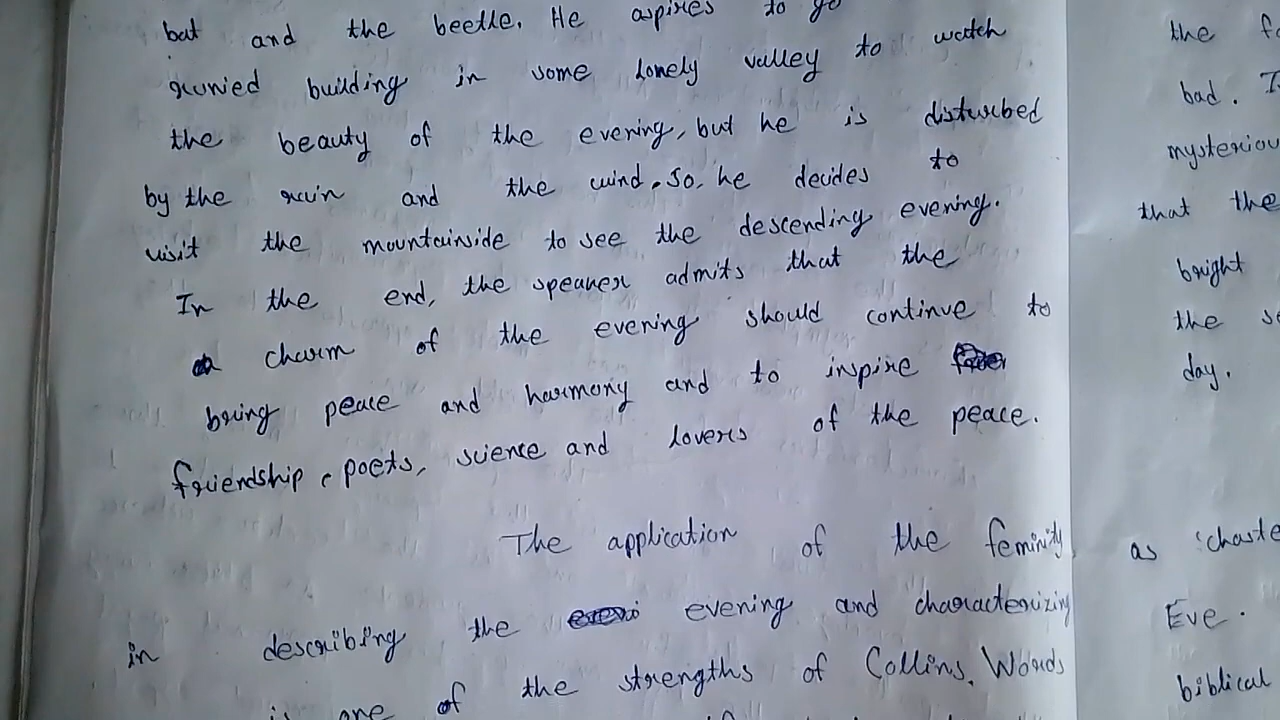 bat and the beetle. He aspires to go
ruined building in some lonely valley to watch
the beauty of the evening, but he is disturbed
by the ruin and the wind. So, he decides to
visit the mountainside to see the descending evening.
In the end, the speaker admits that the
charm of the evening should continue to
bring peace and harmony and to inspire
friendship, poets, science and lovers of the peace.
The application of the feminity
in describing the evening and characterizing
is one of the strengths of Collins. Words
the
bad.
mysteriou
that the
bright
the
day.
as 'chaste
Eve.
biblical